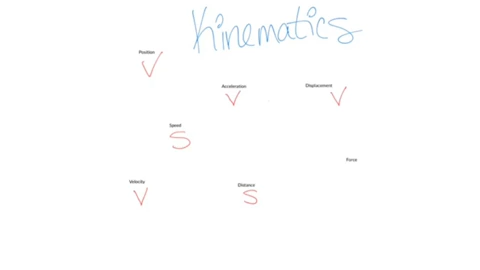 Kinematics
Position
V
Acceleration
V
Displacement
V
Speed
S
Force
Velocity
V
Distance
S